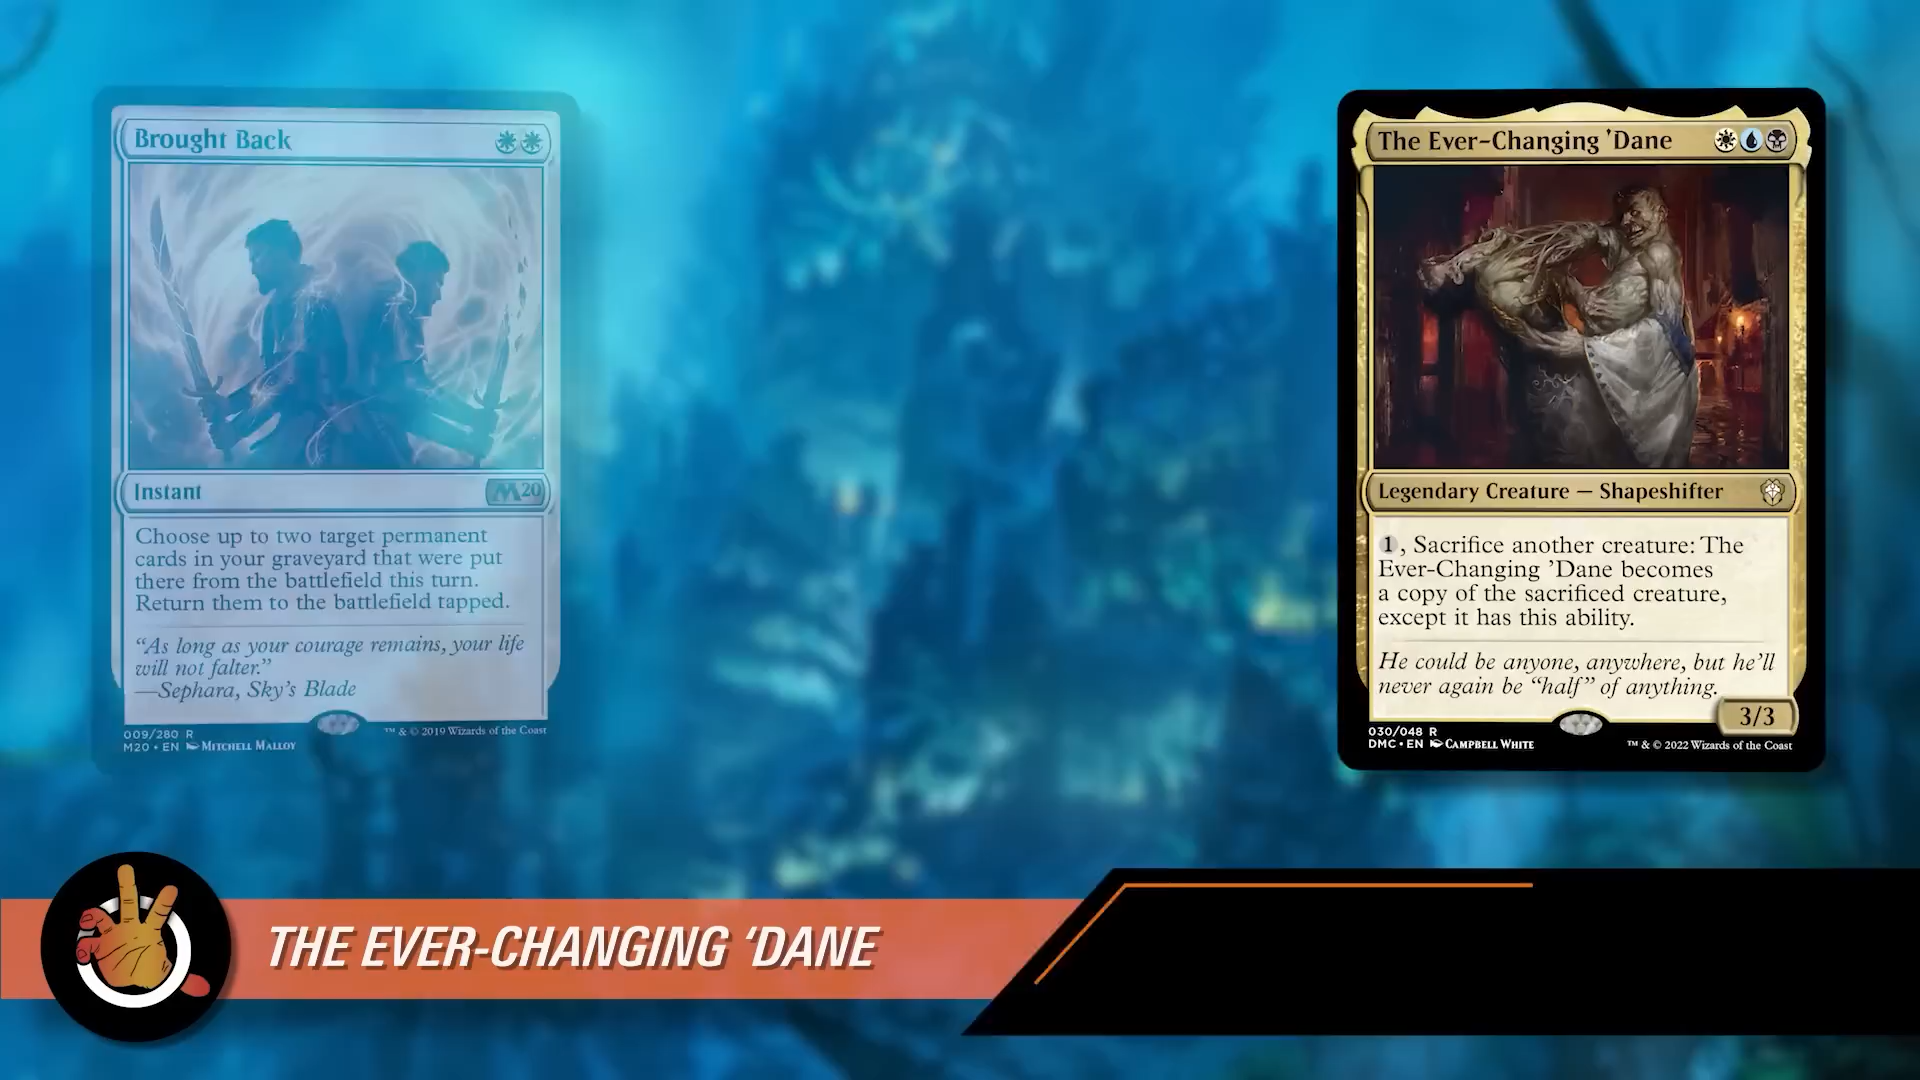 Brought Back
Instant
M20
Choose up to two target permanent
cards in your graveyard that were put
there from the battlefield this turn.
Return them to the battlefield tapped.
“As long as your courage remains, your life
will not falter.”
—Sephara, Sky’s Blade
009/280 R
M20 • EN MITCHELL MALLOY
™ & © 2019 Wizards of the Coast
The Ever-Changing ’Dane
Legendary Creature — Shapeshifter
1, Sacrifice another creature: The
Ever-Changing ’Dane becomes
a copy of the sacrificed creature,
except it has this ability.
He could be anyone, anywhere, but he’ll
never again be “half” of anything.
3/3
030/048 R
DMC • EN CAMPBELL WHITE
™ & © 2022 Wizards of the Coast
THE EVER-CHANGING ‘DANE